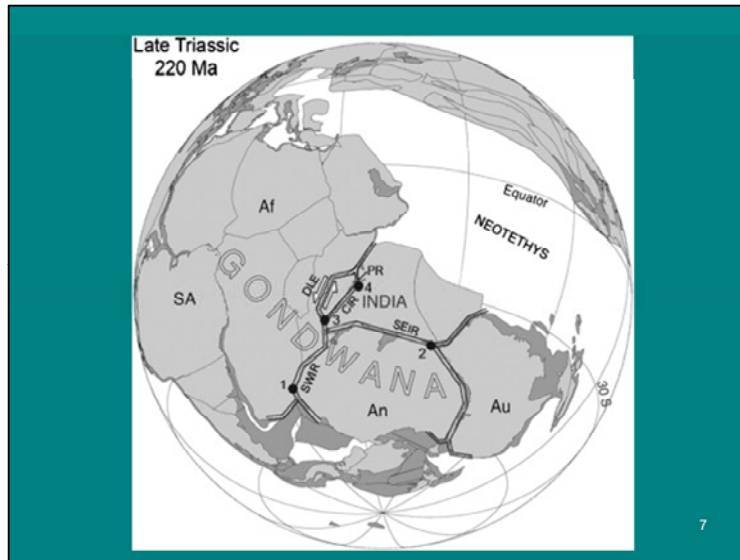 Late Triassic
220 Ma
Equator
NEOTETHYS
Af
GONDWANA
SA
DLE
PR
4
CIR
INDIA
3
SEIR
2
30 S
1
SWIR
An
Au
7